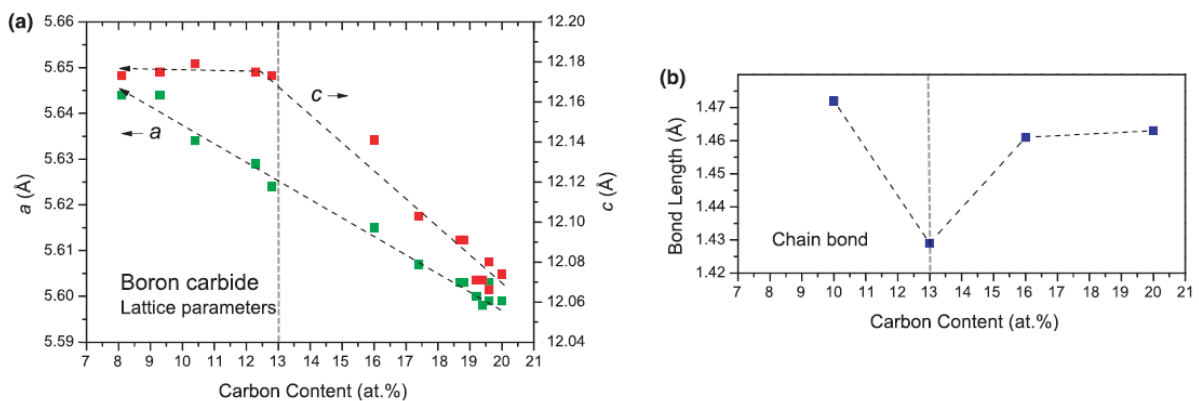 (a)
5.66
5.65
5.64
5.63
5.62
5.61
5.60
5.59
a (Å)
12.20
12.18
12.16
12.14
12.12
12.10
12.08
12.06
12.04
c (Å)
c
a
Boron carbide
Lattice parameters
7 8 9 10 11 12 13 14 15 16 17 18 19 20 21
Carbon Content (at.%)
(b)
1.47
1.46
1.44
1.43
1.42
Bond Length (Å)
Chain bond
7 8 9 10 11 12 13 14 15 16 17 18 19 20 21
Carbon Content (at.%)